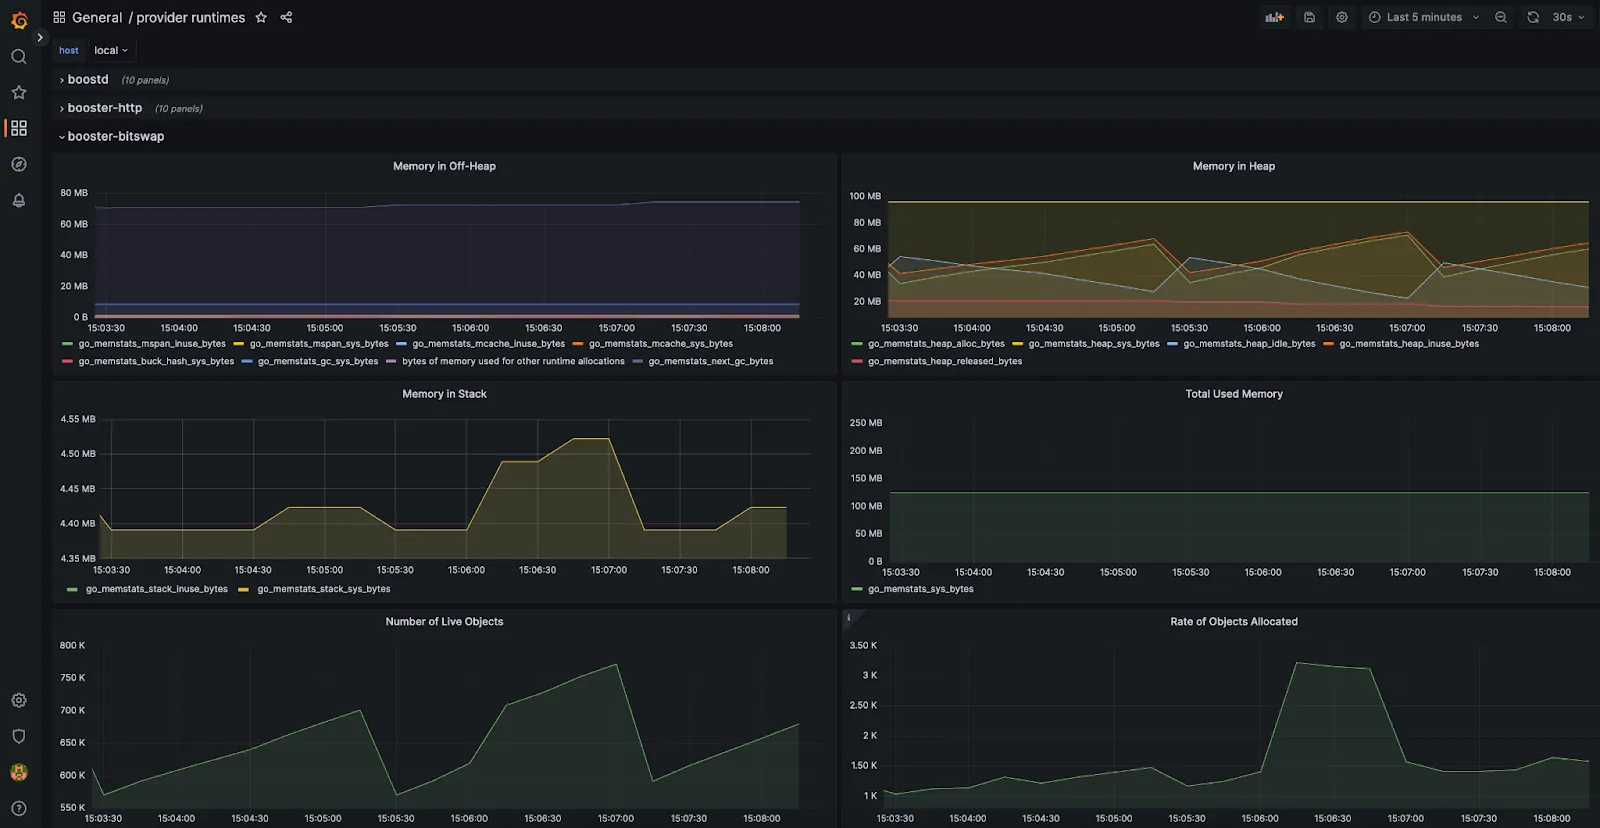 General / provider runtimes
Last 5 minutes
30s
host local
boostd (10 panels)
booster-http (10 panels)
booster-bitswap
Memory in Off-Heap
80 MB
60 MB
40 MB
20 MB
0 B
15:03:30 15:04:00 15:04:30 15:05:00 15:05:30 15:06:00 15:06:30 15:07:00 15:07:30 15:08:00
go_memstats_mspan_inuse_bytes go_memstats_mspan_sys_bytes go_memstats_mcache_inuse_bytes go_memstats_mcache_sys_bytes
go_memstats_buck_hash_sys_bytes go_memstats_gc_sys_bytes bytes of memory used for other runtime allocations go_memstats_next_gc_bytes
Memory in Heap
100 MB
80 MB
60 MB
40 MB
20 MB
15:03:30 15:04:00 15:04:30 15:05:00 15:05:30 15:06:00 15:06:30 15:07:00 15:07:30 15:08:00
go_memstats_heap_alloc_bytes go_memstats_heap_sys_bytes go_memstats_heap_idle_bytes go_memstats_heap_inuse_bytes
go_memstats_heap_released_bytes
Memory in Stack
4.55 MB
4.50 MB
4.45 MB
4.40 MB
4.35 MB
15:03:30 15:04:00 15:04:30 15:05:00 15:05:30 15:06:00 15:06:30 15:07:00 15:07:30 15:08:00
go_memstats_stack_inuse_bytes go_memstats_stack_sys_bytes
Total Used Memory
250 MB
200 MB
150 MB
100 MB
50 MB
0 B
15:03:30 15:04:00 15:04:30 15:05:00 15:05:30 15:06:00 15:06:30 15:07:00 15:07:30 15:08:00
go_memstats_sys_bytes
Number of Live Objects
800 K
750 K
700 K
650 K
600 K
550 K
15:03:30 15:04:00 15:04:30 15:05:00 15:05:30 15:06:00 15:06:30 15:07:00 15:07:30 15:08:00
Rate of Objects Allocated
3.50 K
3 K
2.50 K
2 K
1.50 K
1 K
15:03:30 15:04:00 15:04:30 15:05:00 15:05:30 15:06:00 15:06:30 15:07:00 15:07:30 15:08:00